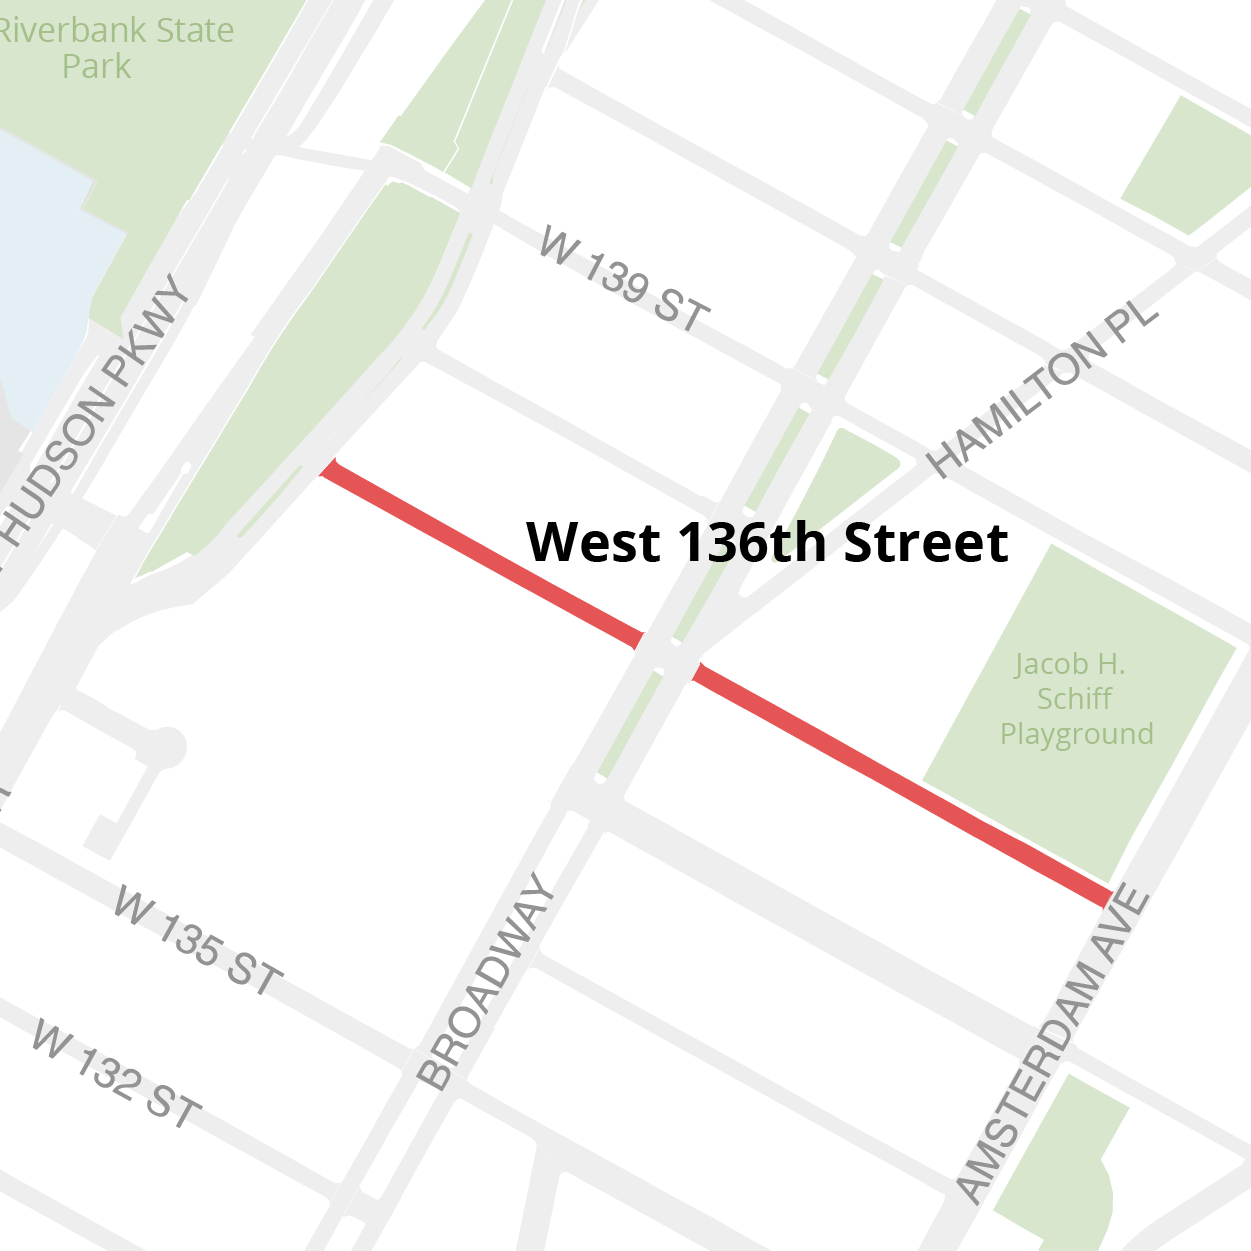 Riverbank State
Park
W 139 ST
HUDSON PKWY
HAMILTON PL
West 136th Street
Jacob H.
Schiff
Playground
W 135 ST
BROADWAY
AMSTERDAM AVE
W 132 ST